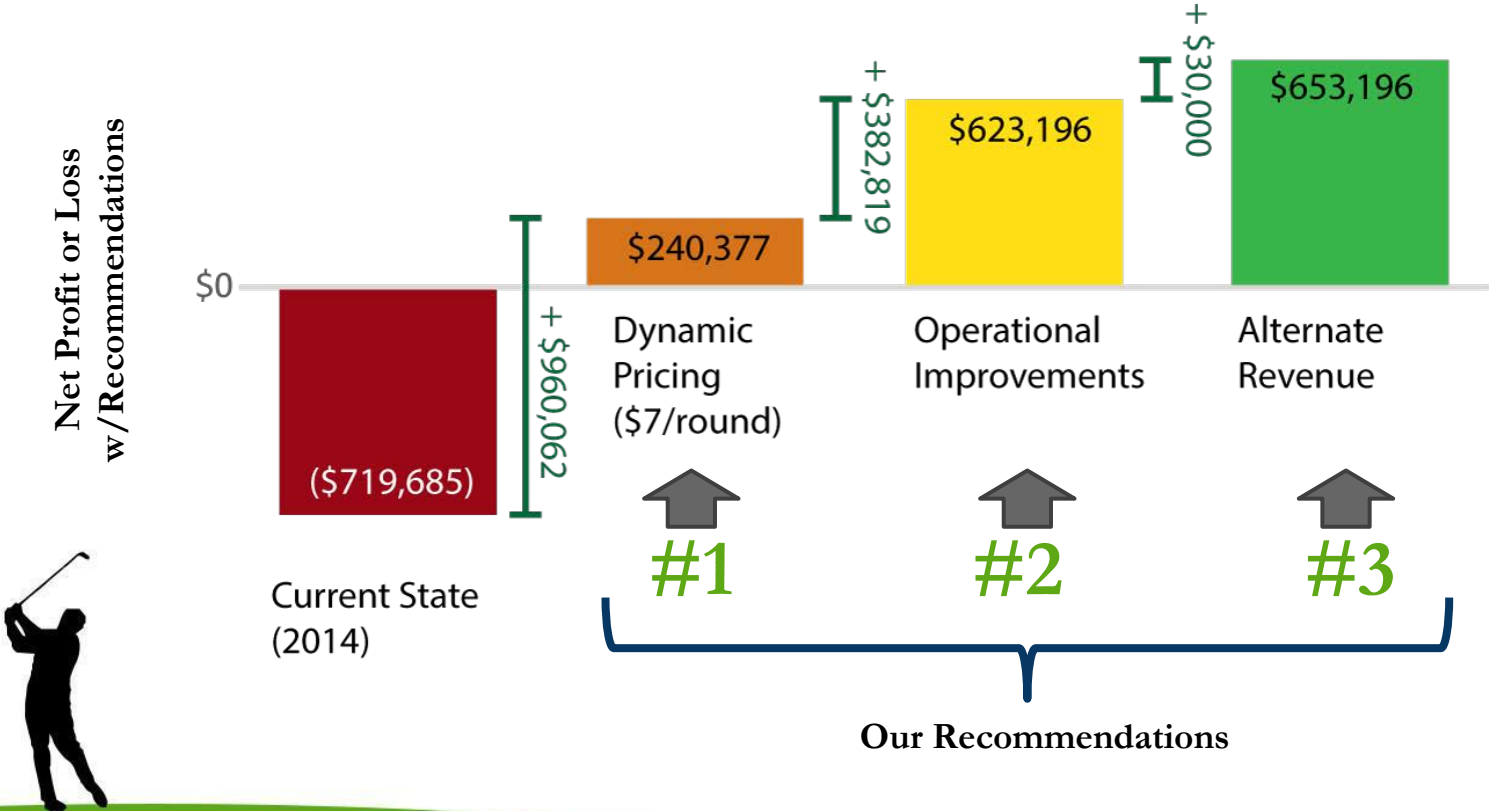 Net Profit or Loss
w/Recommendations
$0
($719,685)
+ $960,062
$240,377
+ $382,819
$623,196
+ $30,000
$653,196
Current State
(2014)
Dynamic
Pricing
($7/round)
Operational
Improvements
Alternate
Revenue
#1
#2
#3
Our Recommendations